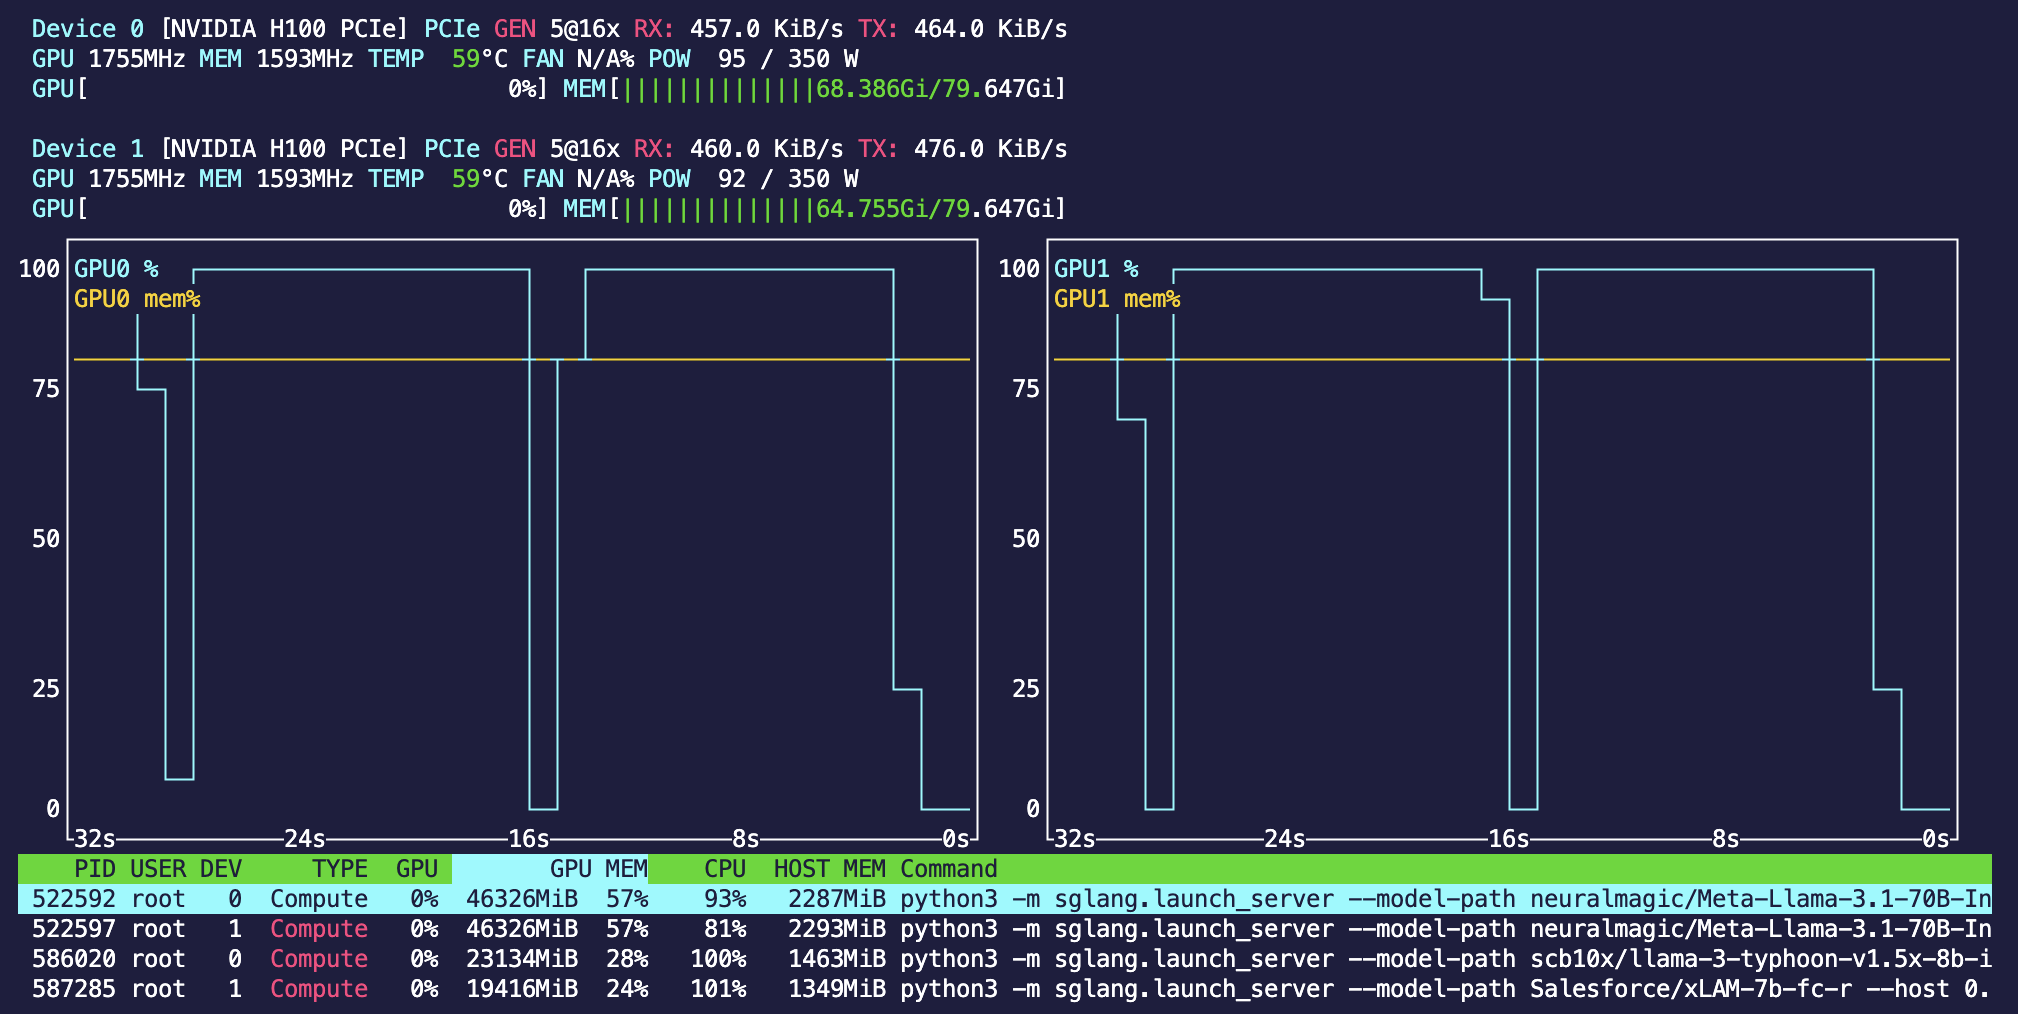 Device 0 [NVIDIA H100 PCIe] PCIe GEN 5@16x RX: 457.0 KiB/s TX: 464.0 KiB/s
GPU 1755MHz MEM 1593MHz TEMP 59°C FAN N/A% POW 95 / 350 W
GPU[ 0%] MEM[||||||||||||||68.386Gi/79.647Gi]
Device 1 [NVIDIA H100 PCIe] PCIe GEN 5@16x RX: 460.0 KiB/s TX: 476.0 KiB/s
GPU 1755MHz MEM 1593MHz TEMP 59°C FAN N/A% POW 92 / 350 W
GPU[ 0%] MEM[||||||||||||||64.755Gi/79.647Gi]
100
GPU0 %
GPU0 mem%
75
50
25
0
32s 24s 16s 8s 0s
100
GPU1 %
GPU1 mem%
75
50
25
0
32s 24s 16s 8s 0s
PID USER DEV TYPE GPU GPU MEM CPU HOST MEM Command
522592 root 0 Compute 0% 46326MiB 57% 93% 2287MiB python3 -m sglang.launch_server --model-path neuralmagic/Meta-Llama-3.1-70B-In
522597 root 1 Compute 0% 46326MiB 57% 81% 2293MiB python3 -m sglang.launch_server --model-path neuralmagic/Meta-Llama-3.1-70B-In
586020 root 0 Compute 0% 23134MiB 28% 100% 1463MiB python3 -m sglang.launch_server --model-path scb10x/llama-3-typhoon-v1.5x-8b-i
587285 root 1 Compute 0% 19416MiB 24% 101% 1349MiB python3 -m sglang.launch_server --model-path Salesforce/xLAM-7b-fc-r --host 0.